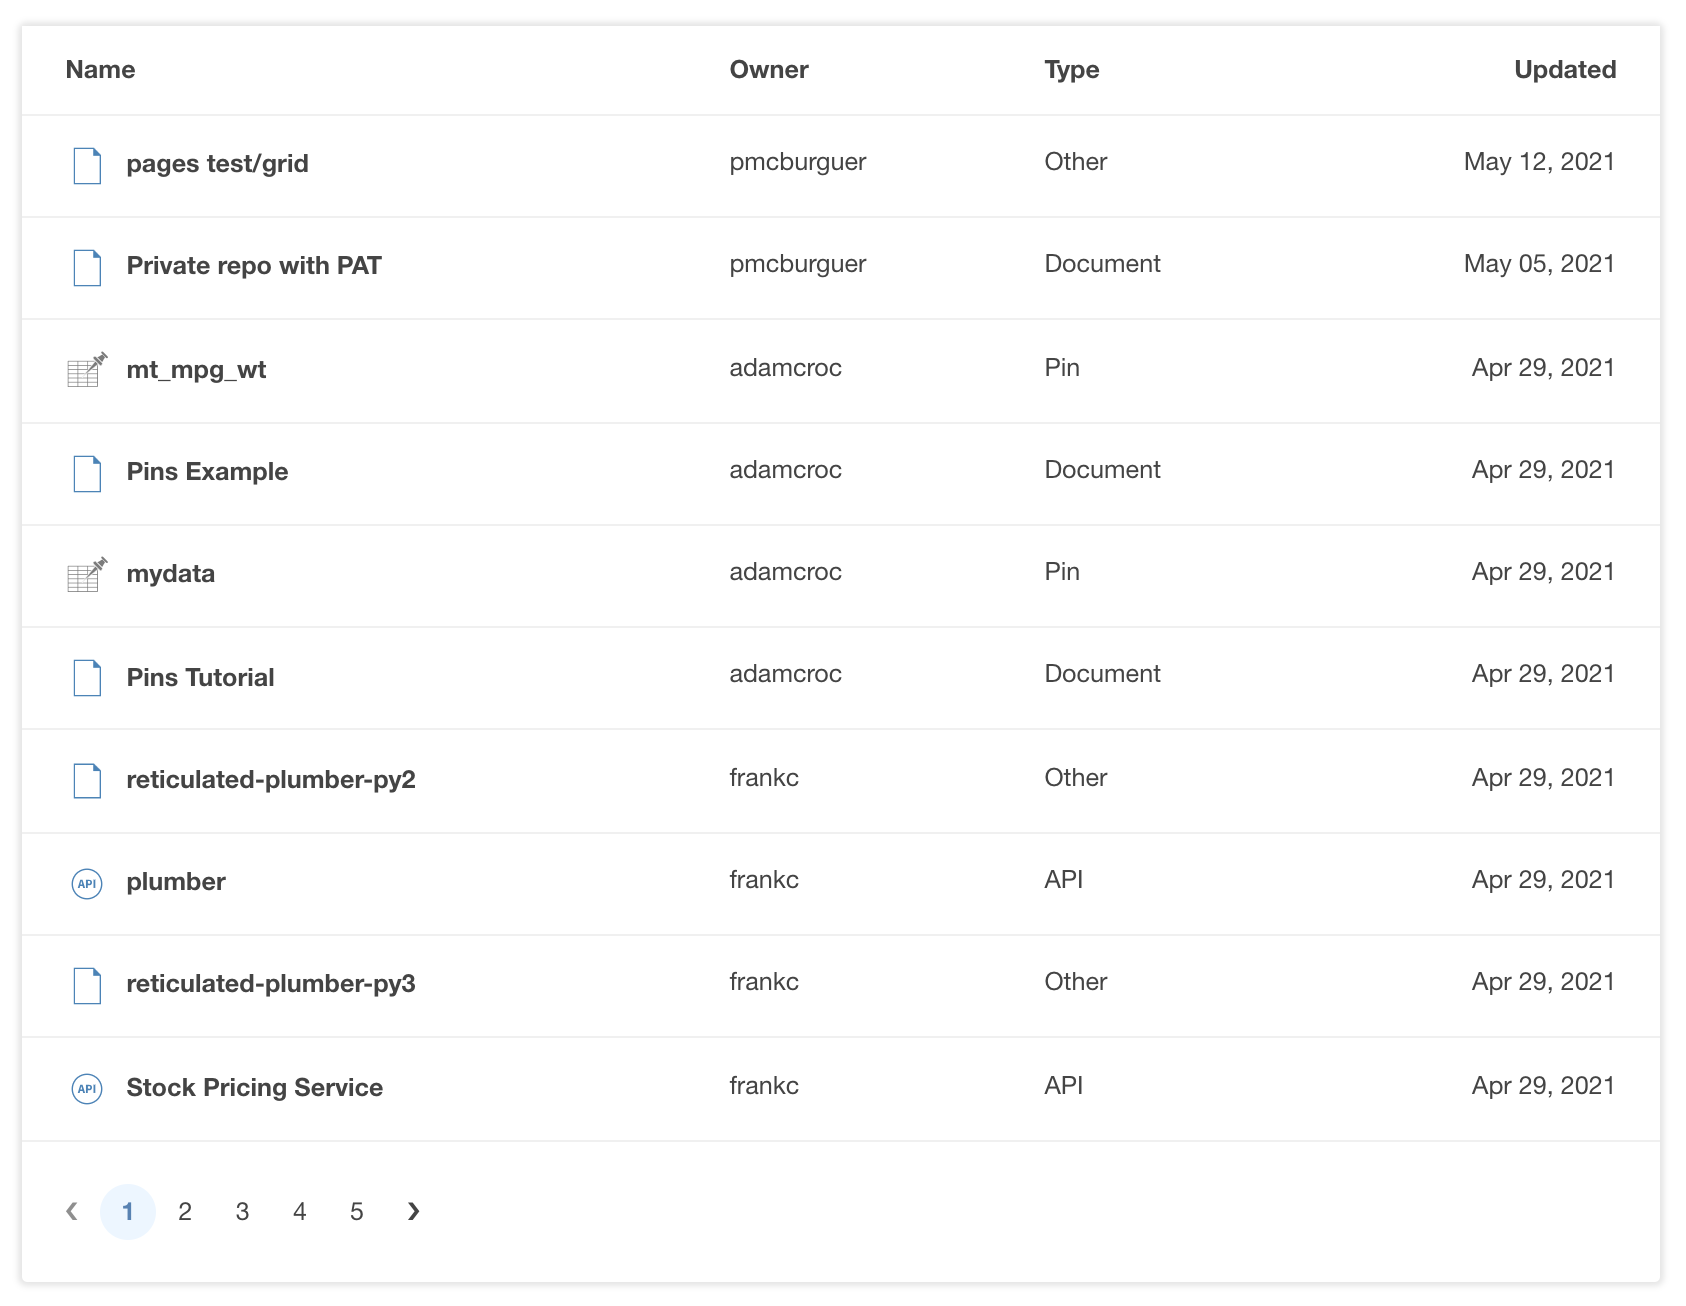 Name Owner Type Updated
pages test/grid pmcburguer Other May 12, 2021
Private repo with PAT pmcburguer Document May 05, 2021
mt_mpg_wt adamcroc Pin Apr 29, 2021
Pins Example adamcroc Document Apr 29, 2021
mydata adamcroc Pin Apr 29, 2021
Pins Tutorial adamcroc Document Apr 29, 2021
reticulated-plumber-py2 frankc Other Apr 29, 2021
API plumber frankc API Apr 29, 2021
reticulated-plumber-py3 frankc Other Apr 29, 2021
API Stock Pricing Service frankc API Apr 29, 2021
‹ 1 2 3 4 5 ›